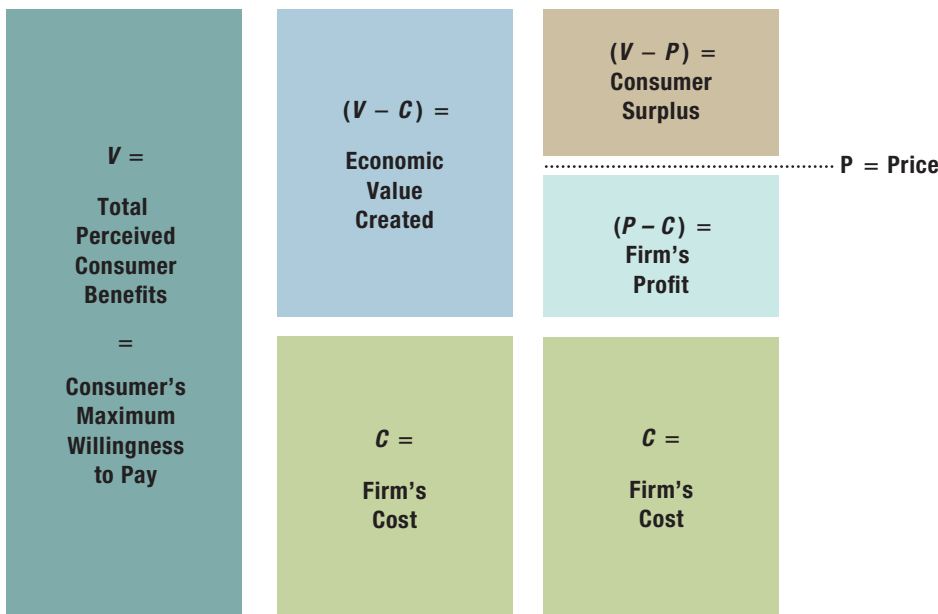 V =
Total
Perceived
Consumer
Benefits
=
Consumer's
Maximum
Willingness
to Pay
(V – C) =
Economic
Value
Created
C =
Firm's
Cost
(V – P) =
Consumer
Surplus
P = Price
(P – C) =
Firm's
Profit
C =
Firm's
Cost